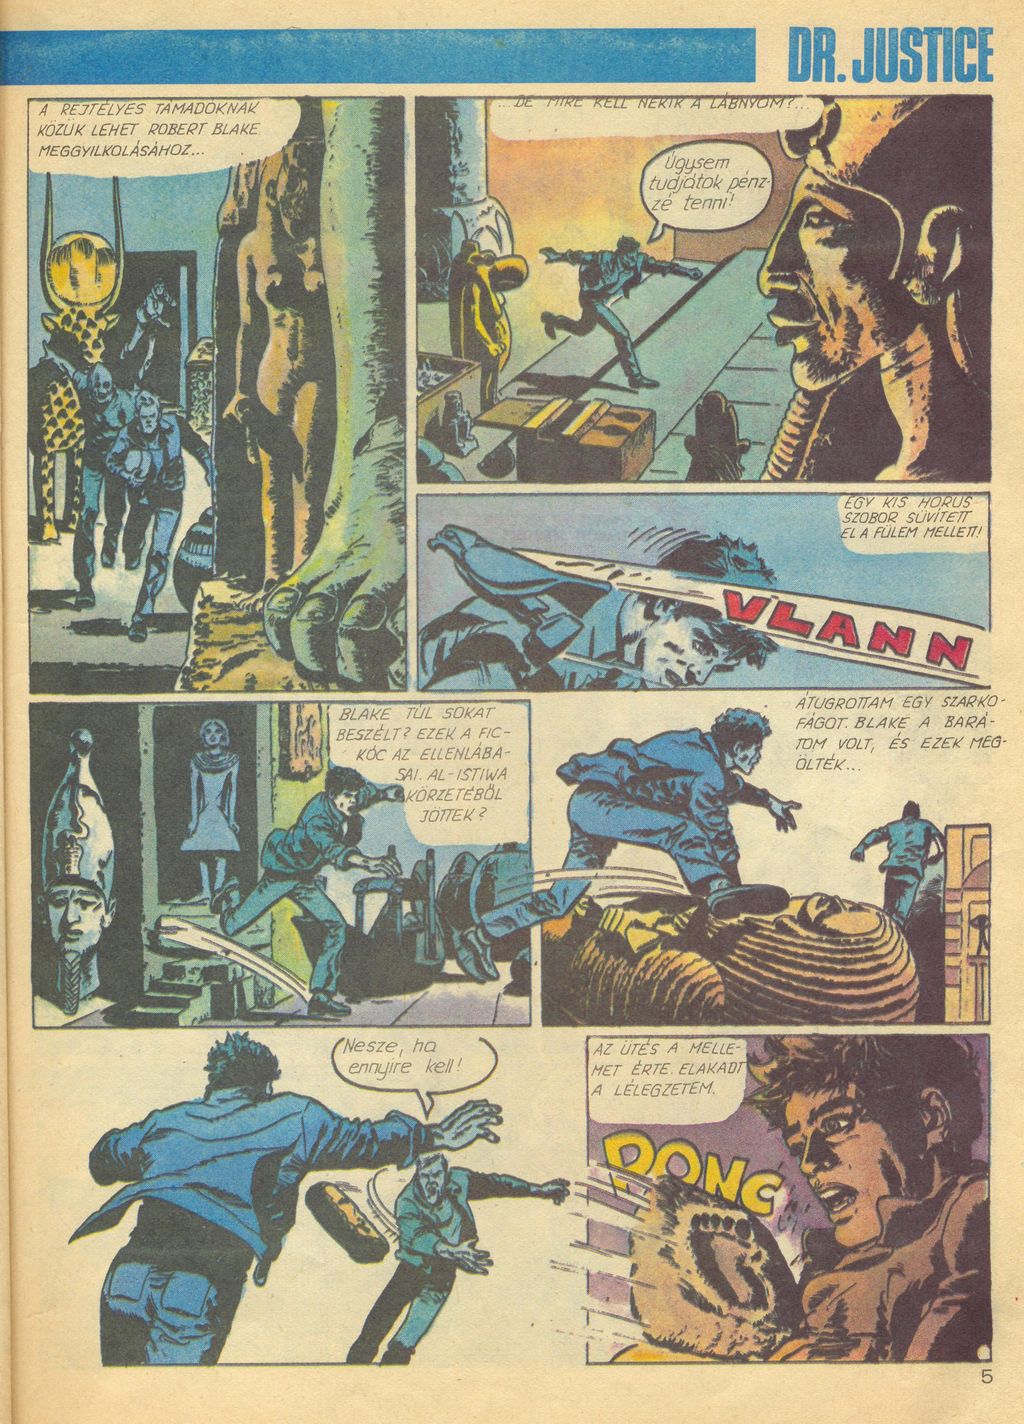 DR. JUSTICE
A REJTÉLYES TÁMADÓKNAK
KÖZÜK LEHET ROBERT BLAKE
MEGGYILKOLÁSÁHOZ...
...DE MIRE KELL NEKIK A LÁBNYOM?...
Úgysem
tudjátok pénz-
zé tenni!
EGY KIS HORUS
SZOBOR SÜVÍTETT
EL A FÜLEM MELLETT!
VLANN
BLAKE TÚL SOKAT
BESZÉLT? EZEK A FIC-
KÓC AZ ELLENLÁBA-
SAI. AL-ISTIWA
KÖRZETÉBŐL
JÖTTEK?
ÁTUGROTTAM EGY SZARKO-
FÁGOT. BLAKE A BARÁ-
TOM VOLT, ÉS EZEK MEG-
ÖLTÉK...
Nesze, ha
ennyire kell!
AZ ÜTÉS A MELLE-
MET ÉRTE. ELAKADT
A LÉLEGZETEM.
PONC
5